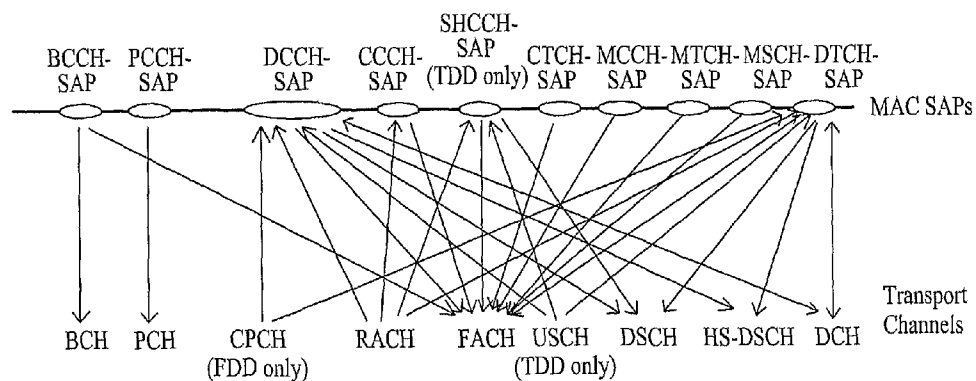 SHCCH-
BCCH- PCCH- DCCH- CCCH- SAP CTCH- MCCH- MTCH- MSCH- DTCH-
SAP SAP SAP SAP (TDD only) SAP SAP SAP SAP SAP
MAC SAPs
Transport
Channels
BCH PCH CPCH RACH FACH USCH DSCH HS-DSCH DCH
(FDD only) (TDD only)